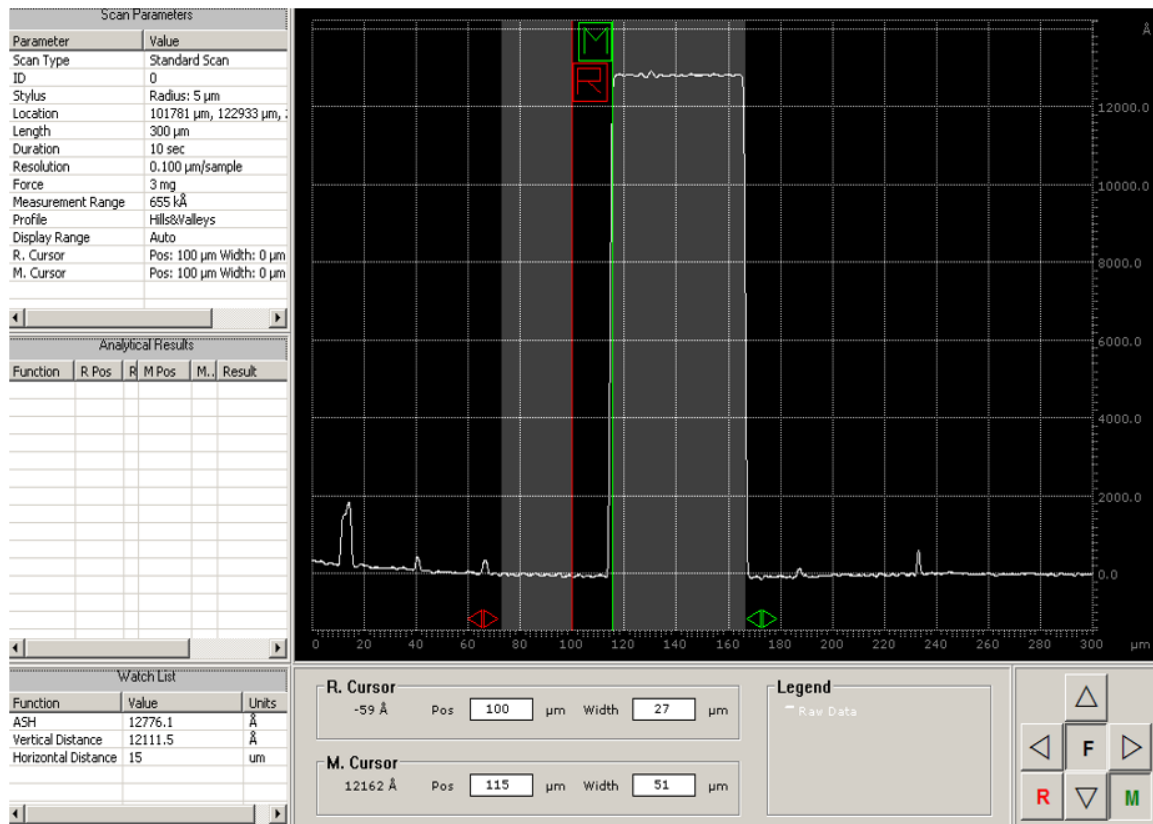 Scan Parameters
Parameter Value
Scan Type Standard Scan
ID 0
Stylus Radius: 5 µm
Location 101781 µm, 122933 µm,
Length 300 µm
Duration 10 sec
Resolution 0.100 µm/sample
Force 3 mg
Measurement Range 655 kÅ
Profile Hills&Valleys
Display Range Auto
R. Cursor Pos: 100 µm Width: 0 µm
M. Cursor Pos: 100 µm Width: 0 µm
Analytical Results
Function R Pos R M Pos M.. Result
Watch List
Function Value Units
ASH 12776.1 Å
Vertical Distance 12111.5 Å
Horizontal Distance 15 um
M
R
Å
12000.0
10000.0
8000.0
6000.0
4000.0
2000.0
0.0
0 20 40 60 80 100 120 140 160 180 200 220 240 260 280 300 µm
R. Cursor
-59 Å Pos 100 µm Width 27 µm
M. Cursor
12162 Å Pos 115 µm Width 51 µm
Legend
Raw Data
F
R M